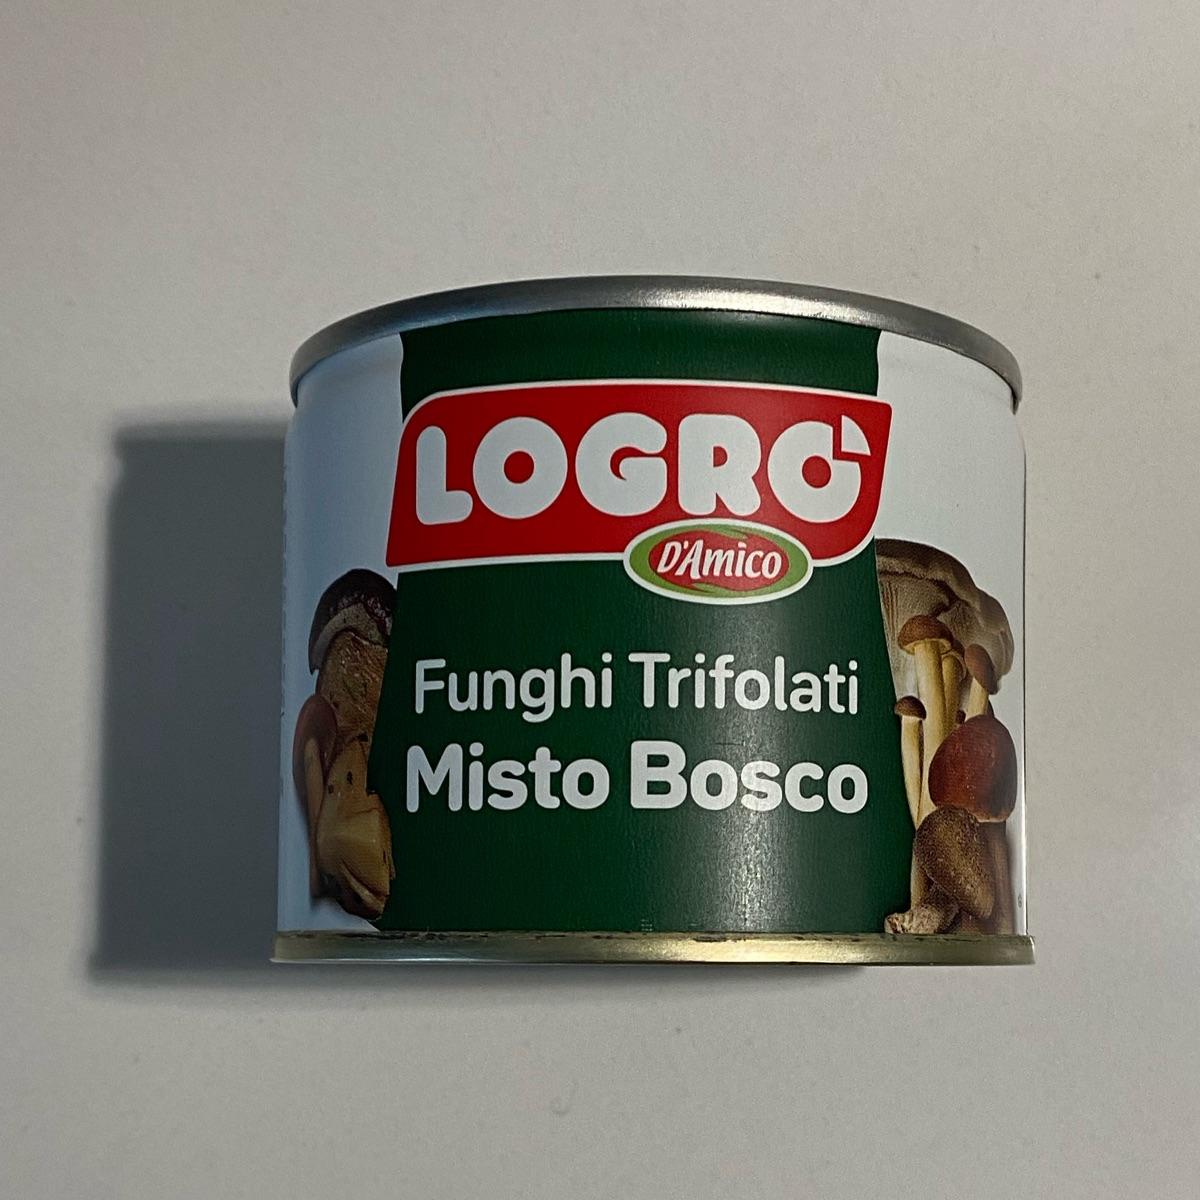 LOGRÒ
D'Amico
Funghi Trifolati
Misto Bosco